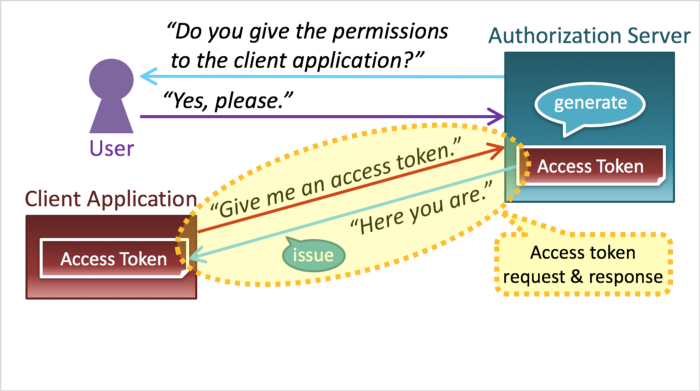 “Do you give the permissions
to the client application?”
Authorization Server
“Yes, please.”
generate
User
Access Token
“Give me an access token.”
Client Application
“Here you are.”
Access Token
issue
Access token
request & response